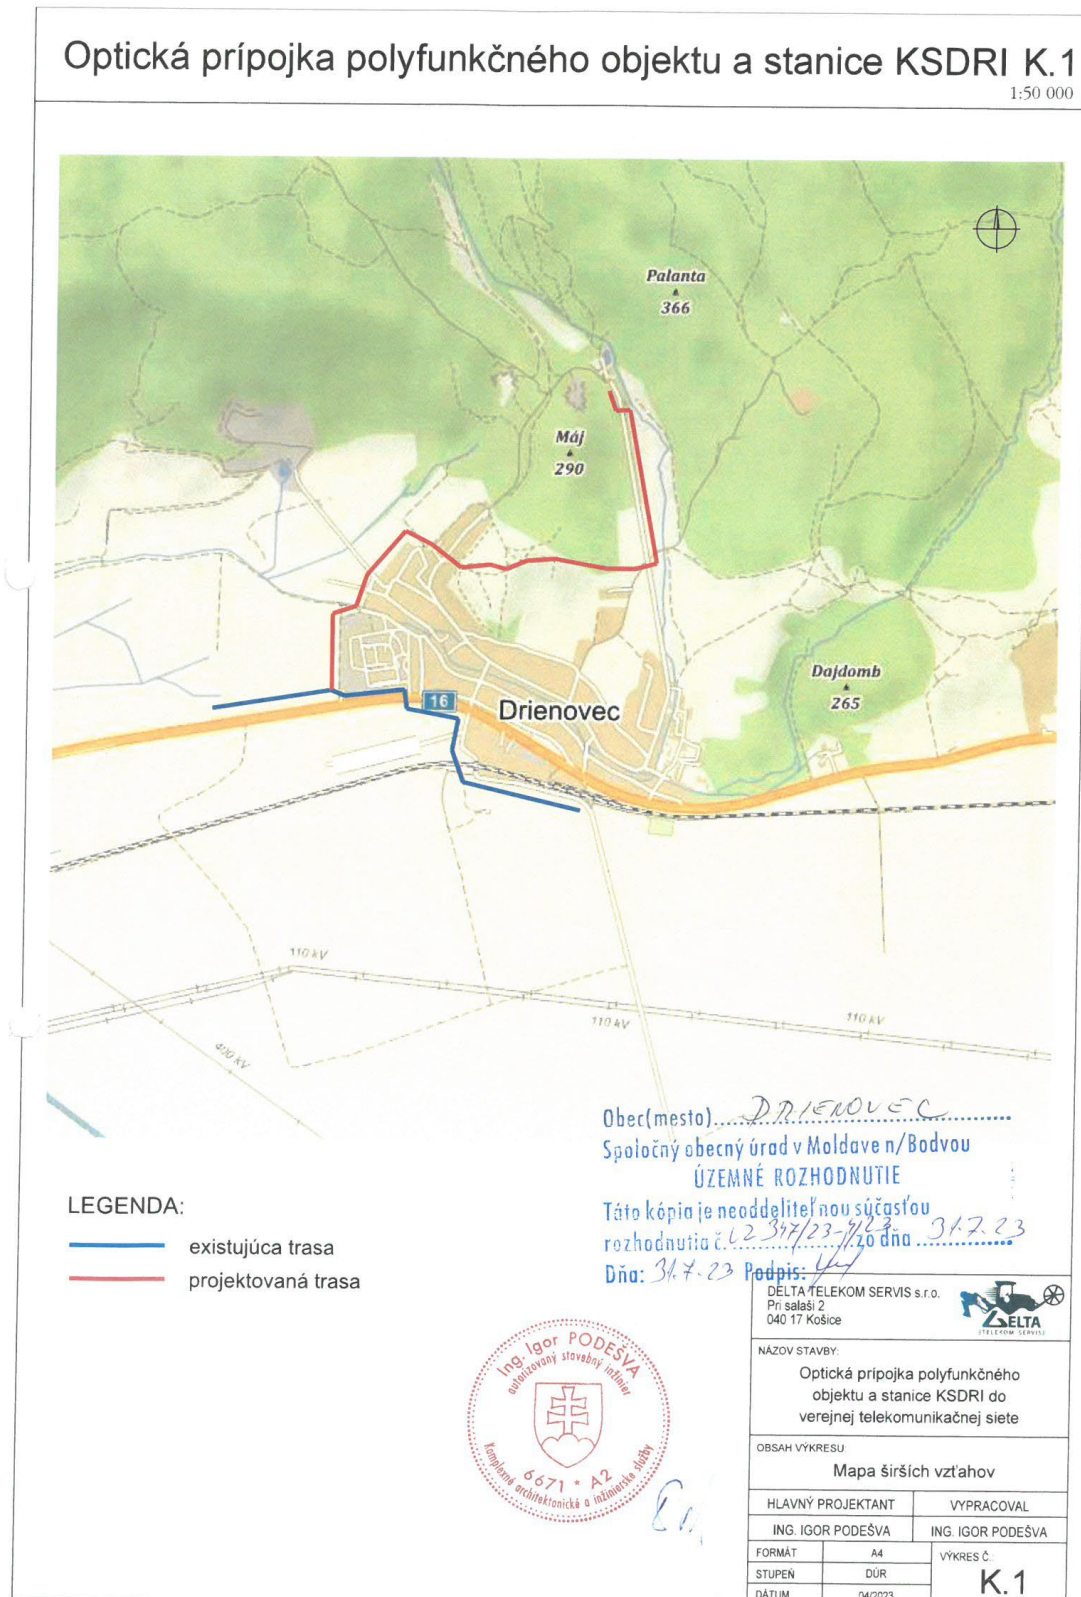 Optická prípojka polyfunkčného objektu a stanice KSDRI K.1
1:50 000
Palanta
366
Máj
290
Dajdomb
265
16
Drienovec
110 kV
110 kV
110 kV
400 kV
Obec(mesto)....DRIENOVEC..........
Spoločný obecný úrad v Moldave n/Bodvou
ÚZEMNÉ ROZHODNUTIE
Táto kópia je neoddeliteľnou súčasťou
rozhodnutia č. 347/23 zo dňa 31.7.23
Dňa: 31.7.23 Podpis:
LEGENDA:
existujúca trasa
projektovaná trasa
Ing. Igor PODEŠVA
autorizovaný stavebný inžinier
6671 * A2
Komplexné architektonické a inžinierske služby
DELTA TELEKOM SERVIS s.r.o.
Pri salaši 2
040 17 Košice
DELTA
TELEKOM SERVIS
NÁZOV STAVBY:
Optická prípojka polyfunkčného
objektu a stanice KSDRI do
verejnej telekomunikačnej siete
OBSAH VÝKRESU
Mapa širších vzťahov
HLAVNÝ PROJEKTANT VYPRACOVAL
ING. IGOR PODEŠVA ING. IGOR PODEŠVA
FORMÁT A4 VÝKRES Č.
STUPEŇ DÚR K.1
DÁTUM 04/2023